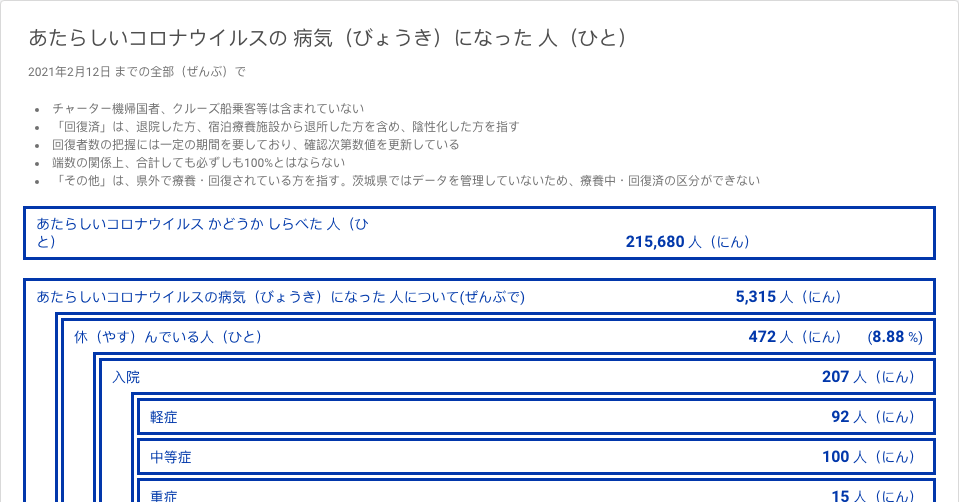 あたらしいコロナウイルスの 病気（びょうき）になった 人（ひと）
2021年2月12日 までの全部（ぜんぶ）で
チャーター機帰国者、クルーズ船乗客等は含まれていない
「回復済」は、退院した方、宿泊療養施設から退所した方を含め、陰性化した方を指す
回復者数の把握には一定の期間を要しており、確認次第数値を更新している
端数の関係上、合計しても必ずしも100%とはならない
「その他」は、県外で療養・回復されている方を指す。茨城県ではデータを管理していないため、療養中・回復済の区分ができない
あたらしいコロナウイルス かどうか しらべた 人（ひ
と） 215,680 人（にん）
あたらしいコロナウイルスの病気（びょうき）になった 人について(ぜんぶで) 5,315 人（にん）
休（やす）んでいる人（ひと） 472 人（にん） (8.88 %)
入院 207 人（にん）
軽症 92 人（にん）
中等症 100 人（にん）
重症 15 人（にん）